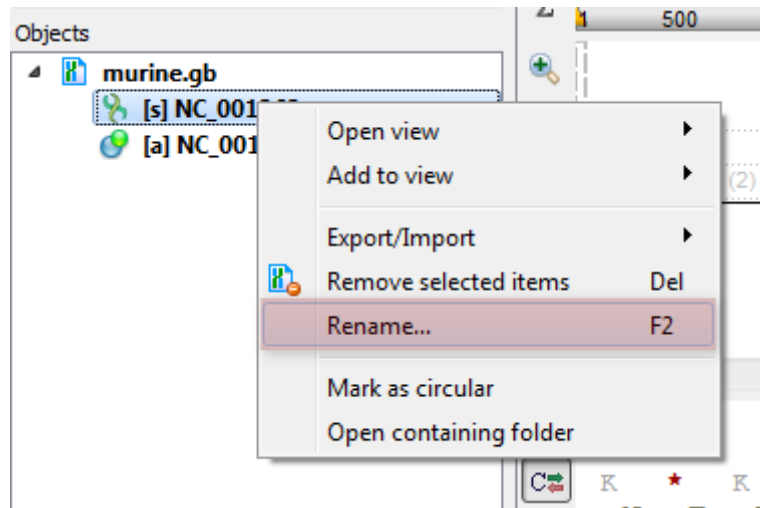 Objects
1 500
murine.gb
[s] NC_001
[a] NC_001
Open view
Add to view
(2)
Export/Import
Remove selected items Del
Rename... F2
Mark as circular
Open containing folder
C K * K